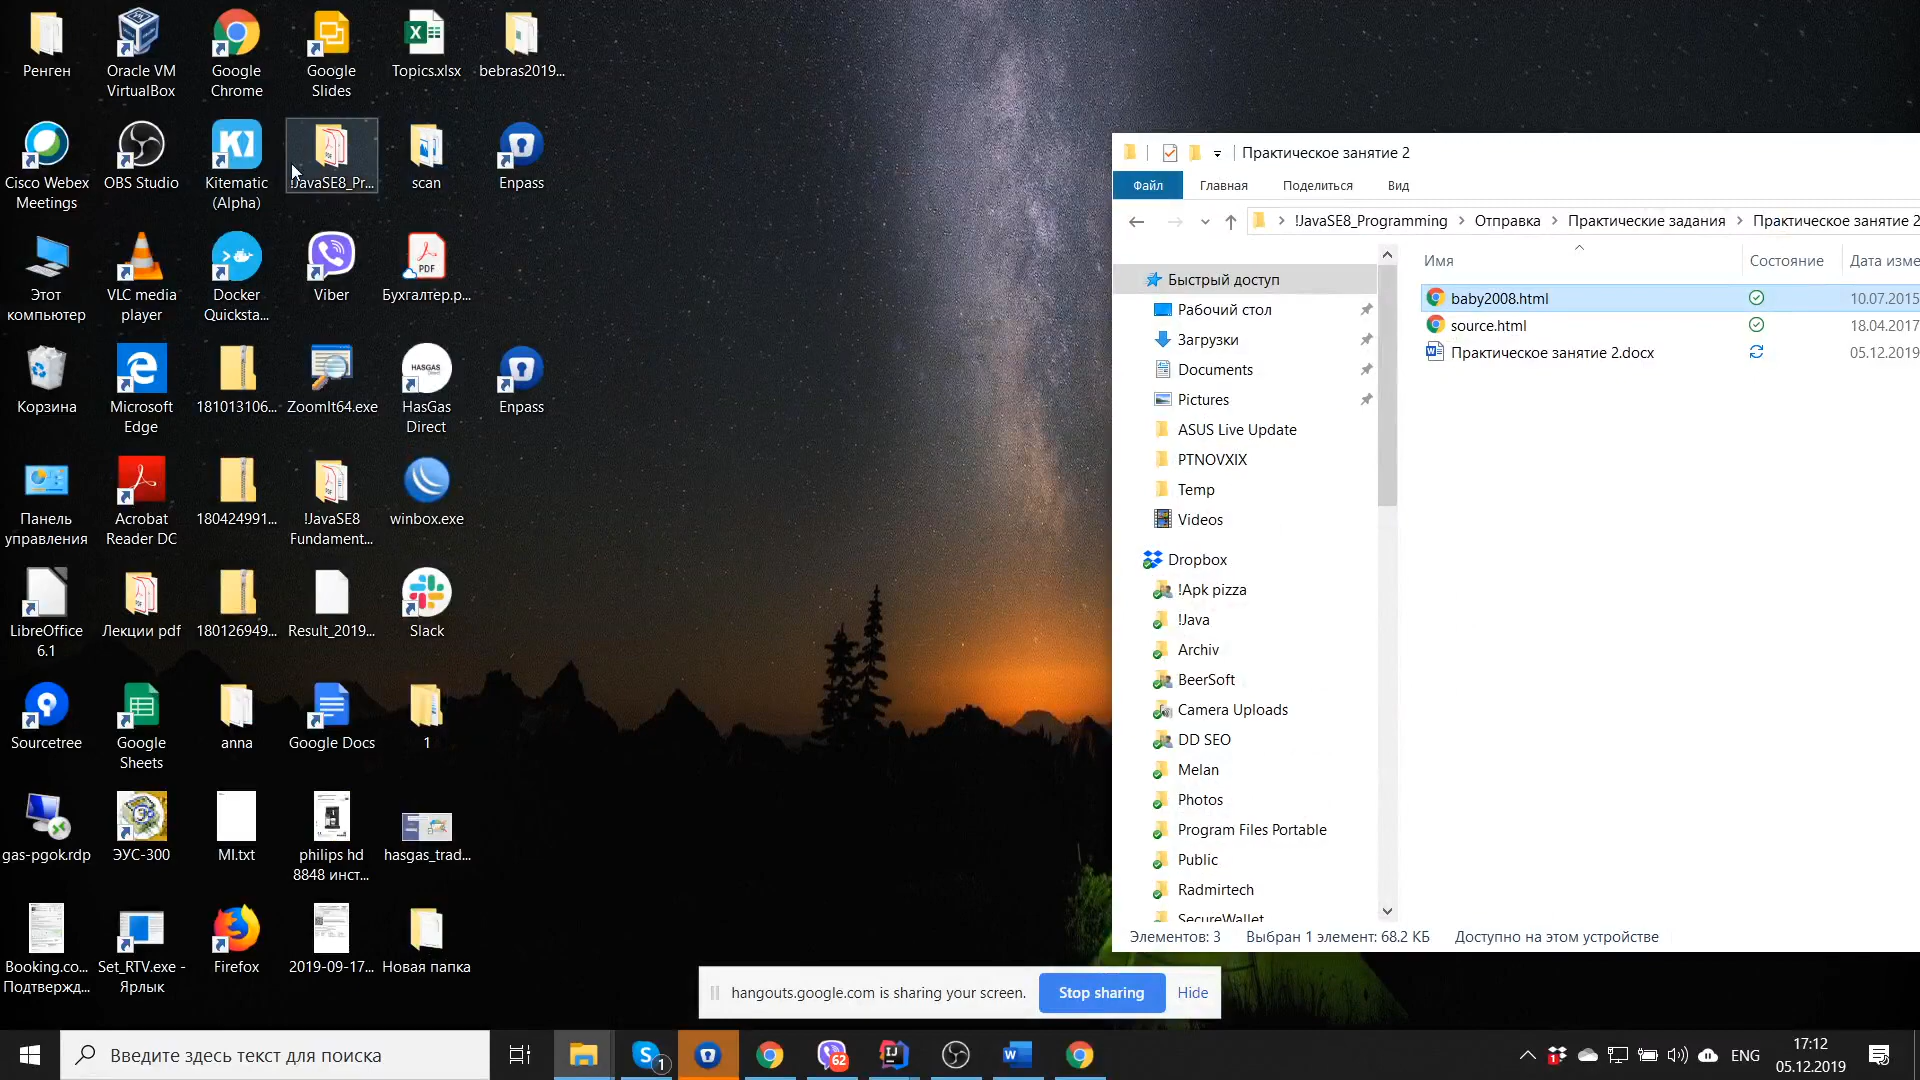 Ренген
Oracle VM
VirtualBox
Google
Chrome
Google
Slides
Topics.xlsx
bebras2019...
Cisco Webex
Meetings
OBS Studio
Kitematic
(Alpha)
!JavaSE8_Pr...
scan
Enpass
Этот
компьютер
VLC media
player
Docker
Quicksta...
Viber
PDF
Бухгалтер.p...
Корзина
Microsoft
Edge
181013106...
ZoomIt64.exe
HASGAS
Direct
HasGas
Direct
Enpass
Панель
управления
Acrobat
Reader DC
180424991...
!JavaSE8
Fundament...
winbox.exe
LibreOffice
6.1
Лекции pdf
180126949...
Result_2019...
Slack
Sourcetree
Google
Sheets
anna
Google Docs
1
gas-pgok.rdp
ЭУС-300
MI.txt
philips hd
8848 инст...
hasgas_trad...
Booking.co...
Подтвержд...
Set_RTV.exe -
Ярлык
Firefox
2019-09-17...
Новая папка
Практическое занятие 2
Файл
Главная
Поделиться
Вид
!JavaSE8_Programming
Отправка
Практические задания
Практическое занятие 2
Имя
Состояние
Дата изме
Быстрый доступ
Рабочий стол
Загрузки
Documents
Pictures
ASUS Live Update
PTNOVXIX
Temp
Videos
Dropbox
!Apk pizza
!Java
Archiv
BeerSoft
Camera Uploads
DD SEO
Melan
Photos
Program Files Portable
Public
Radmirtech
SecureWallet
baby2008.html
10.07.2015
source.html
18.04.2017
Практическое занятие 2.docx
05.12.2019
Элементов: 3
Выбран 1 элемент: 68.2 КБ
Доступно на этом устройстве
hangouts.google.com is sharing your screen.
Stop sharing
Hide
Введите здесь текст для поиска
1
62
ENG
17:12
05.12.2019